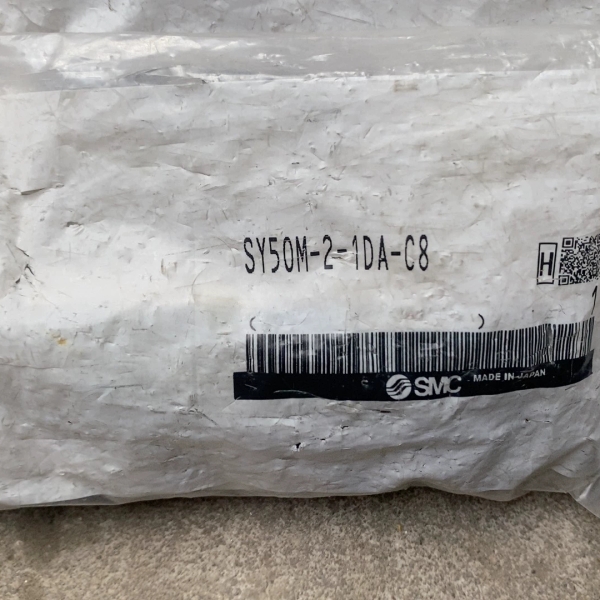 SY50M-2-1DA-C8
H
( )
SMC MADE IN JAPAN